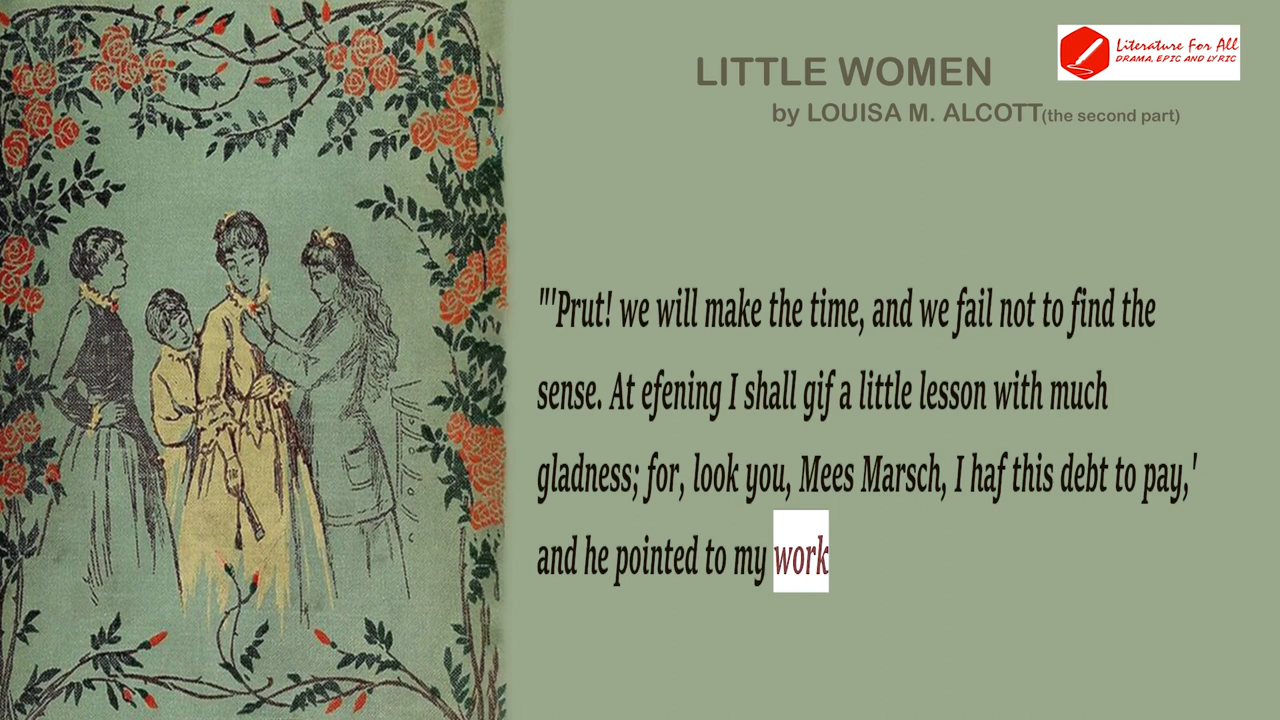 LITTLE WOMEN
by LOUISA M. ALCOTT(the second part)
Literature For All
DRAMA, EPIC AND LYRIC
"'Prut! we will make the time, and we fail not to find the
sense. At efening I shall gif a little lesson with much
gladness; for, look you, Mees Marsch, I haf this debt to pay,'
and he pointed to my work